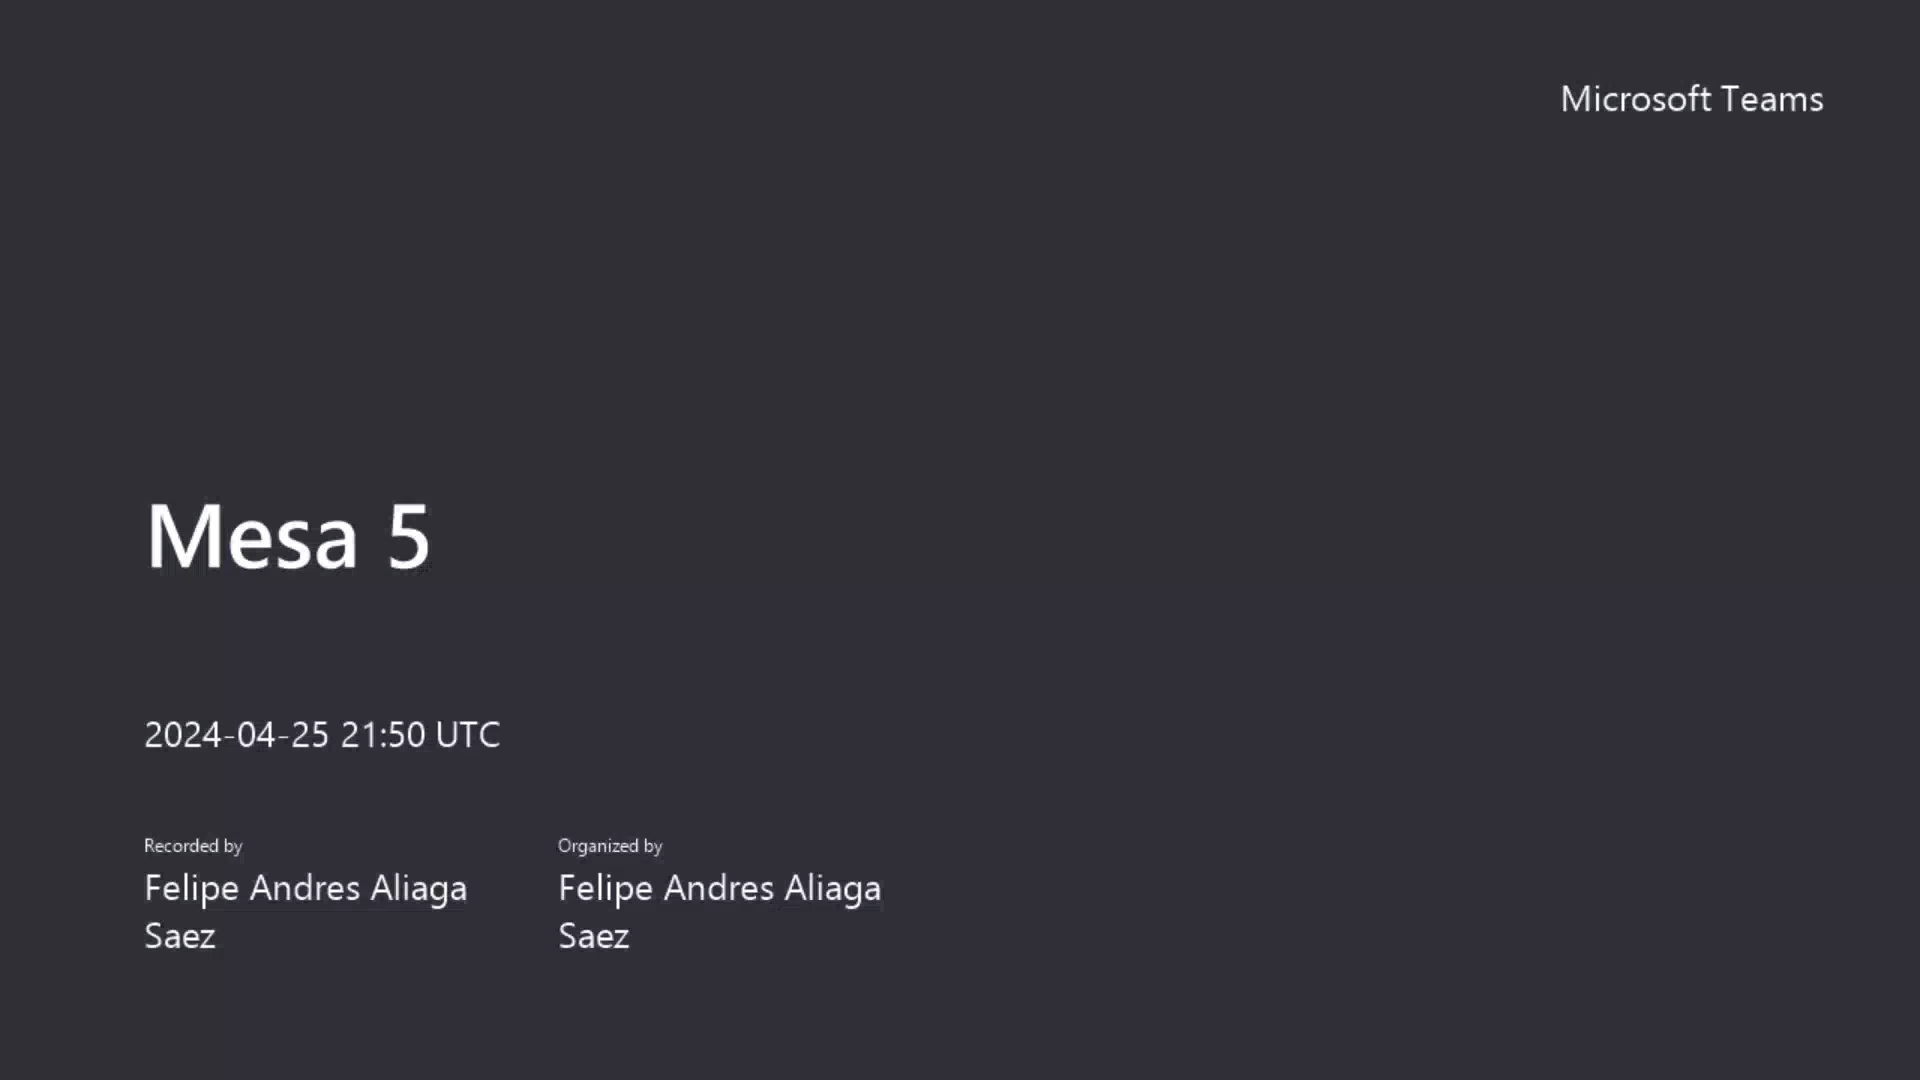 Microsoft Teams
Mesa 5
2024-04-25 21:50 UTC
Recorded by
Felipe Andres Aliaga
Saez
Organized by
Felipe Andres Aliaga
Saez